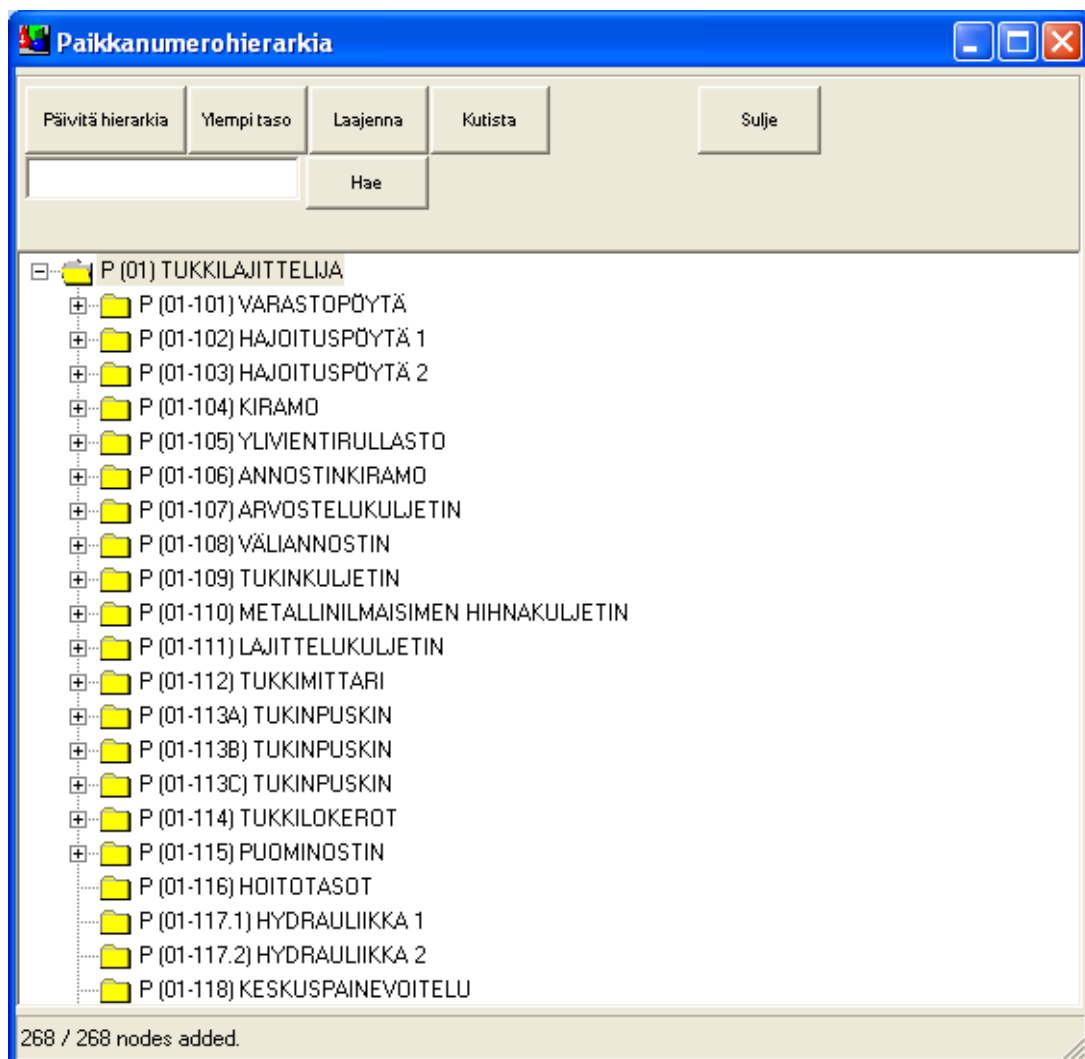 Paikkanumerohierarkia
Päivitä hierarkia Ylempi taso Laajenna Kutista Sulje
Hae
P (01) TUKKILAJITTELIJA
P (01-101) VARASTOPÖYTÄ
P (01-102) HAJOITUSPÖYTÄ 1
P (01-103) HAJOITUSPÖYTÄ 2
P (01-104) KIRAMO
P (01-105) YLIVIENTIRULLASTO
P (01-106) ANNOSTINKIRAMO
P (01-107) ARVOSTELUKULJETIN
P (01-108) VÄLIANNOSTIN
P (01-109) TUKINKULJETIN
P (01-110) METALLINILMAISIMEN HIHNAKULJETIN
P (01-111) LAJITTELUKULJETIN
P (01-112) TUKKIMITTARI
P (01-113A) TUKINPUSKIN
P (01-113B) TUKINPUSKIN
P (01-113C) TUKINPUSKIN
P (01-114) TUKKILOKEROT
P (01-115) PUOMINOSTIN
P (01-116) HOITOTASOT
P (01-117.1) HYDRAULIIKKA 1
P (01-117.2) HYDRAULIIKKA 2
P (01-118) KESKUSPAINEVOITELU
268 / 268 nodes added.